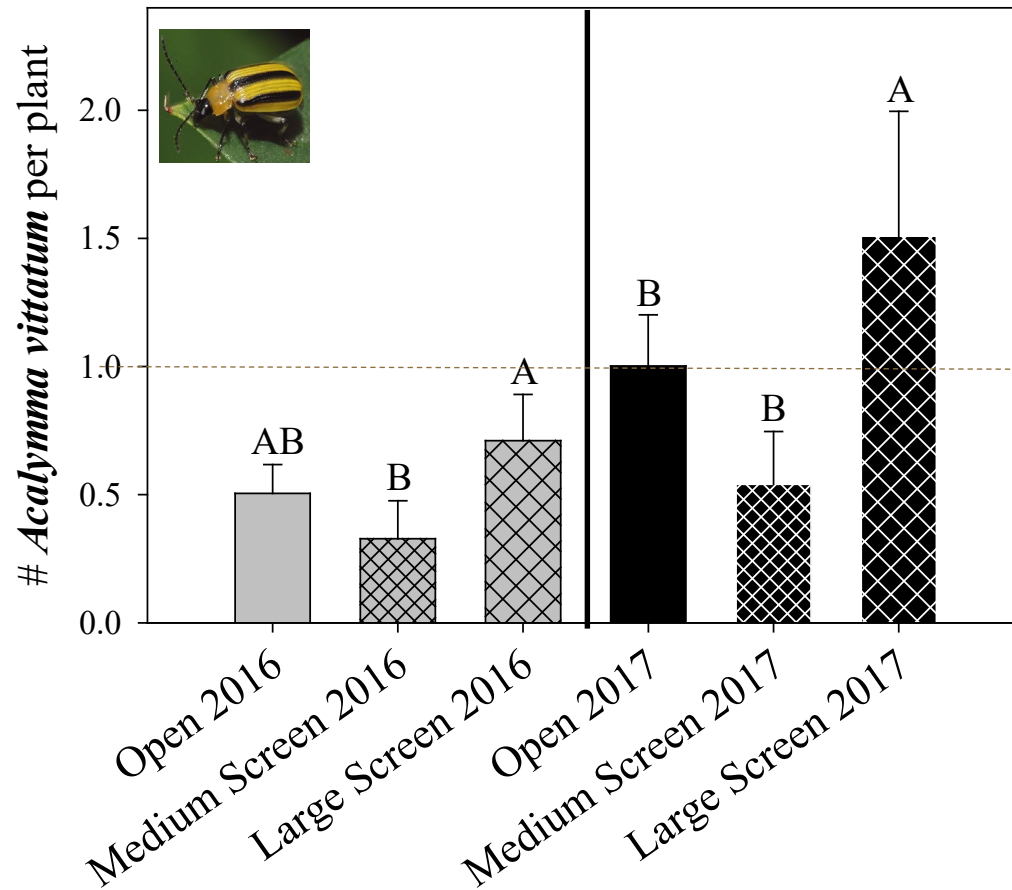 # Acalymma vittatum per plant
2.0
1.5
1.0
0.5
0.0
AB
B
A
B
B
A
Open 2016
Medium Screen 2016
Large Screen 2016
Open 2017
Medium Screen 2017
Large Screen 2017